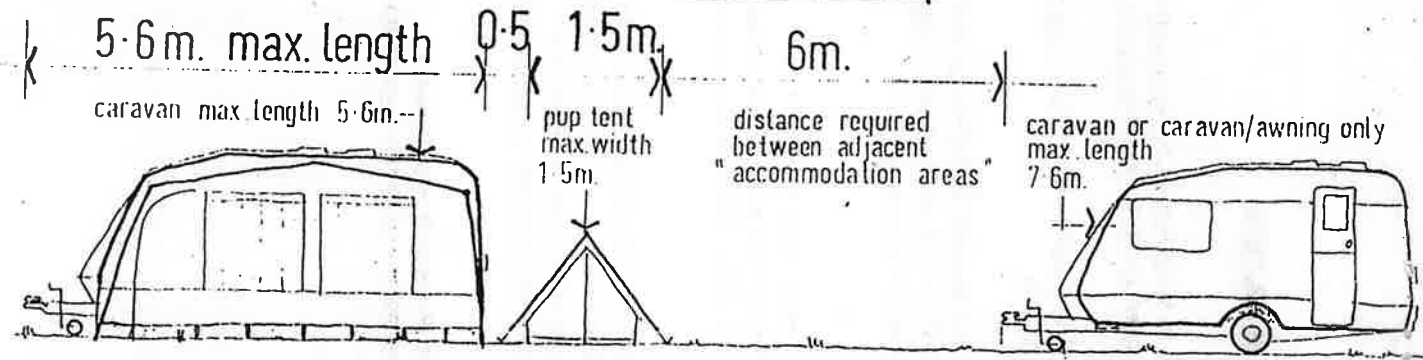 5·6m. max. length
0·5
1·5m.
6m.
caravan max length 5·6m.
pup tent
max. width
1·5m.
distance required
between adjacent
"accommodation areas"
caravan or caravan/awning only
max. length
7·6m.